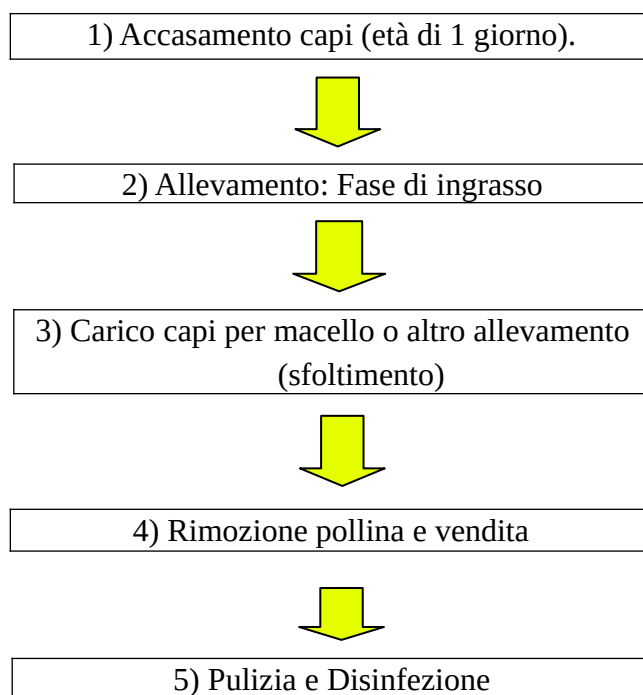 1) Accasamento capi (età di 1 giorno).
2) Allevamento: Fase di ingrasso
3) Carico capi per macello o altro allevamento
(sfoltimento)
4) Rimozione pollina e vendita
5) Pulizia e Disinfezione